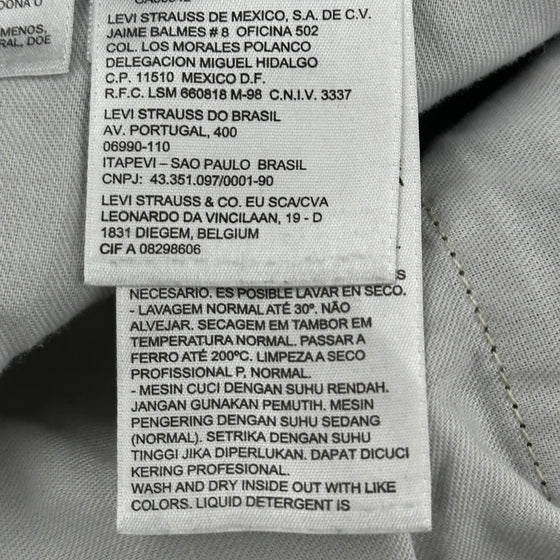 DONA O
MENOS,
RAL, DOE
LEVI STRAUSS DE MEXICO, S.A. DE C.V.
JAIME BALMES # 8 OFICINA 502
COL. LOS MORALES POLANCO
DELEGACION MIGUEL HIDALGO
C.P. 11510 MEXICO D.F.
R.F.C. LSM 660818 M-98 C.N.I.V. 3337
LEVI STRAUSS DO BRASIL
AV. PORTUGAL, 400
06990-110
ITAPEVI – SAO PAULO BRASIL
CNPJ: 43.351.097/0001-90
LEVI STRAUSS & CO. EU SCA/CVA
LEONARDO DA VINCILAAN, 19 - D
1831 DIEGEM, BELGIUM
CIF A 08298606
NECESARIO. ES POSIBLE LAVAR EN SECO.
- LAVAGEM NORMAL ATÉ 30º. NÃO
ALVEJAR. SECAGEM EM TAMBOR EM
TEMPERATURA NORMAL. PASSAR A
FERRO ATÉ 200ºC. LIMPEZA A SECO
PROFISSIONAL P, NORMAL.
- MESIN CUCI DENGAN SUHU RENDAH.
JANGAN GUNAKAN PEMUTIH. MESIN
PENGERING DENGAN SUHU SEDANG
(NORMAL). SETRIKA DENGAN SUHU
TINGGI JIKA DIPERLUKAN. DAPAT DICUCI
KERING PROFESIONAL.
WASH AND DRY INSIDE OUT WITH LIKE
COLORS. LIQUID DETERGENT IS